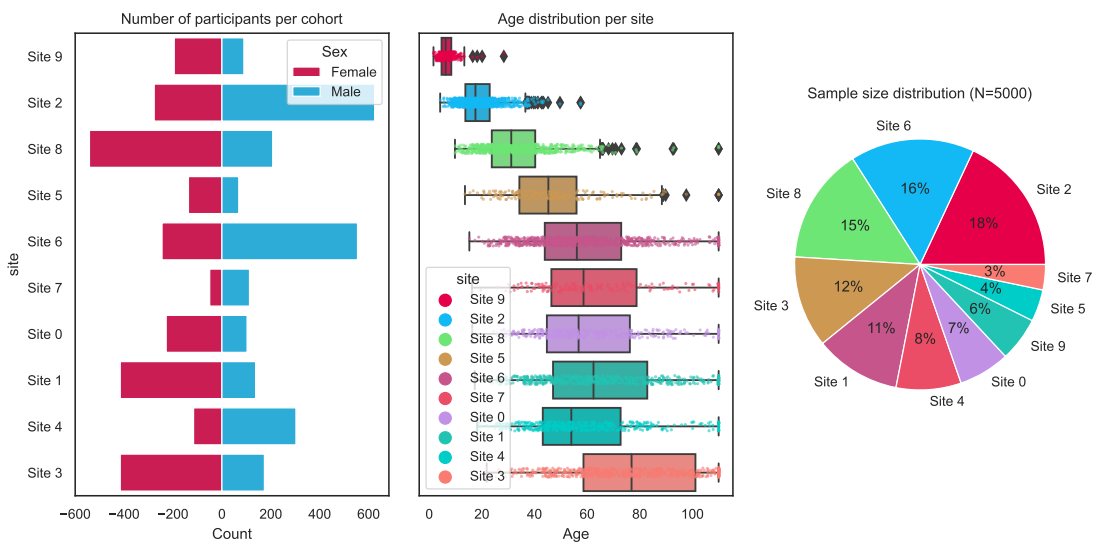 Number of participants per cohort
Sex
Female
Male
site
Site 9
Site 2
Site 8
Site 5
Site 6
Site 7
Site 0
Site 1
Site 4
Site 3
−600 −400 −200 0 200 400 600
Count
Age distribution per site
site
Site 9
Site 2
Site 8
Site 5
Site 6
Site 7
Site 0
Site 1
Site 4
Site 3
0 20 40 60 80 100
Age
Sample size distribution (N=5000)
Site 6
Site 2
Site 8
16%
18%
15%
3%
Site 7
12%
4%
Site 3
6%
Site 5
11%
7%
8%
Site 9
Site 1
Site 0
Site 4